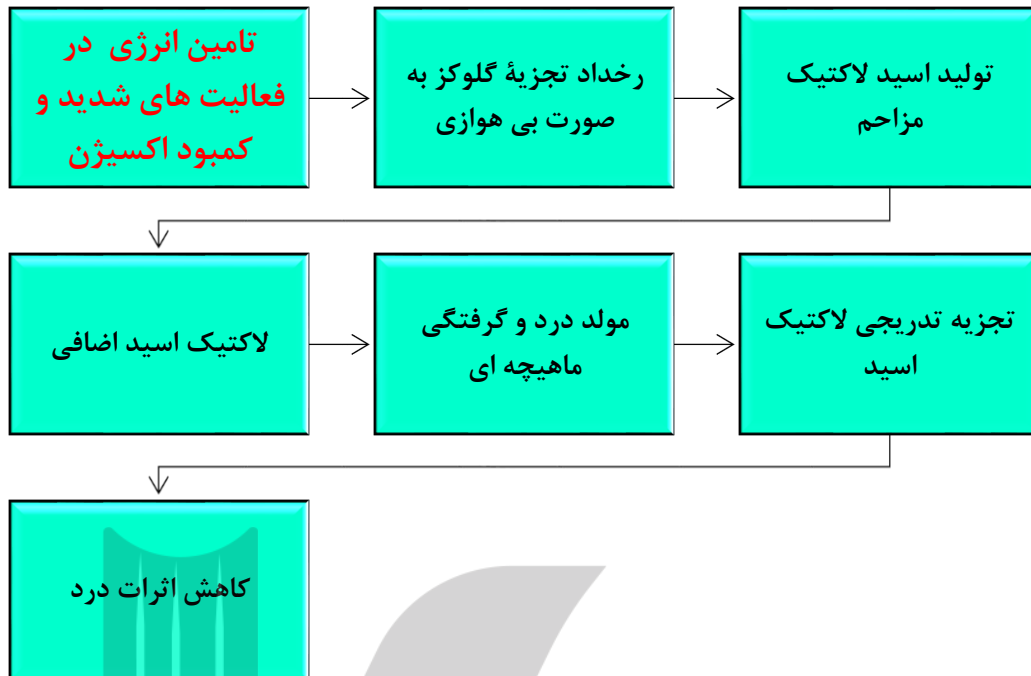 تامین انرژی در
فعالیت های شدید و
کمبود اکسیژن
رخداد تجزیۀ گلوکز به
صورت بی هوازی
تولید اسید لاکتیک
مزاحم
لاکتیک اسید اضافی
مولد درد و گرفتگی
ماهیچه ای
تجزیه تدریجی لاکتیک
اسید
کاهش اثرات درد